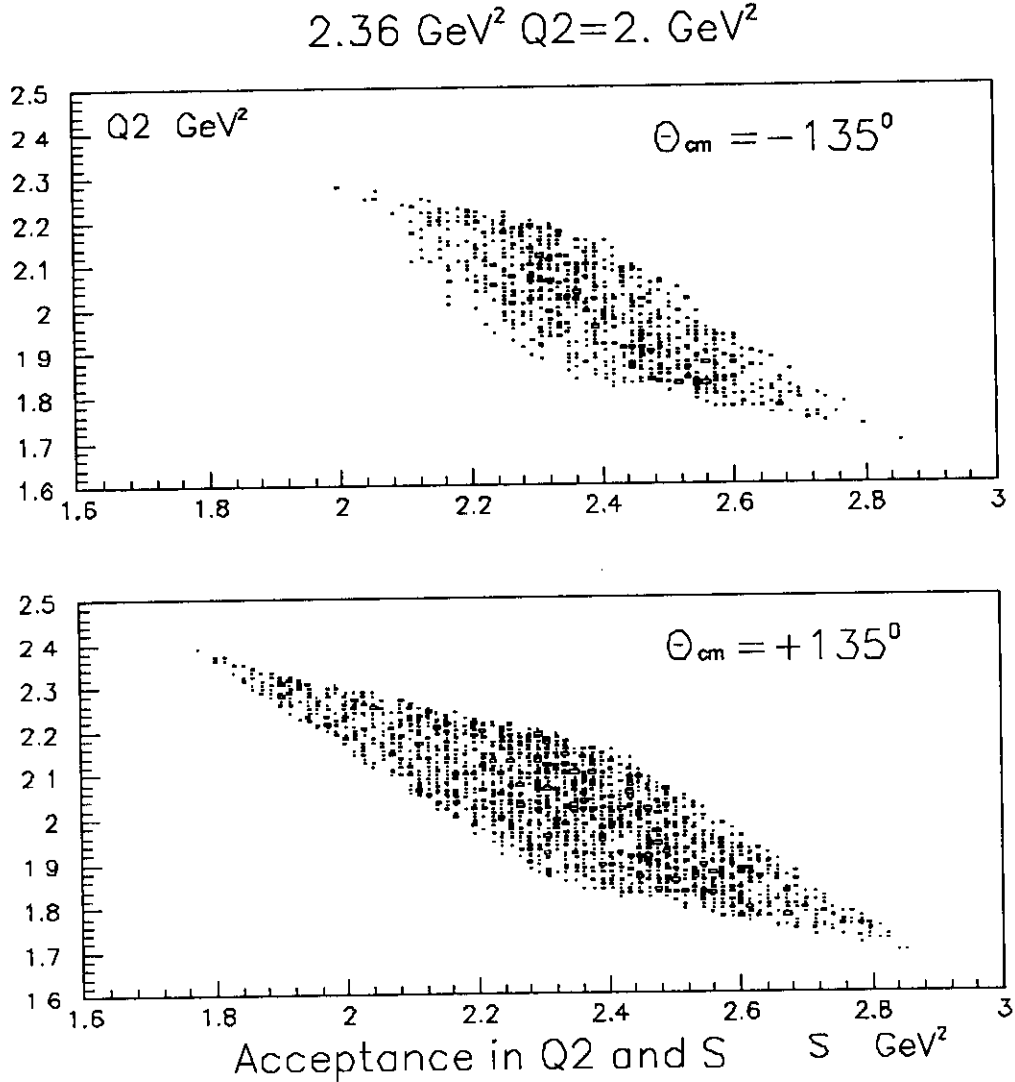 2.36 GeV² Q2=2. GeV²
2.5
2 4
2.3
2.2
2.1
2
1 9
1.8
1.7
1.6
Q2 GeV²
Θcm = −135⁰
1.6 1.8 2 2.2 2.4 2.6 2.8 3
2.5
2 4
2.3
2.2
2 1
2
1.9
1.8
1.7
1 6
Θcm = +135⁰
1.6 1.8 2 2.2 2.4 2.6 2.8 3
Acceptance in Q2 and S S GeV²